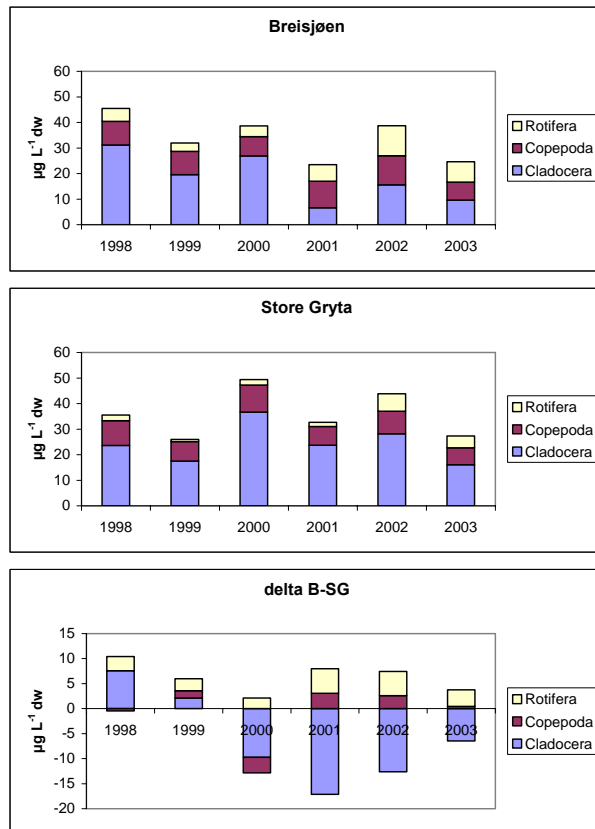 Breisjøen
60
50
40
30
20
10
0
µg L⁻¹ dw
1998 1999 2000 2001 2002 2003
Rotifera
Copepoda
Cladocera
Store Gryta
60
50
40
30
20
10
0
µg L⁻¹ dw
1998 1999 2000 2001 2002 2003
Rotifera
Copepoda
Cladocera
delta B-SG
15
10
5
0
-5
-10
-15
-20
µg L⁻¹ dw
1998 1999 2000 2001 2002 2003
Rotifera
Copepoda
Cladocera